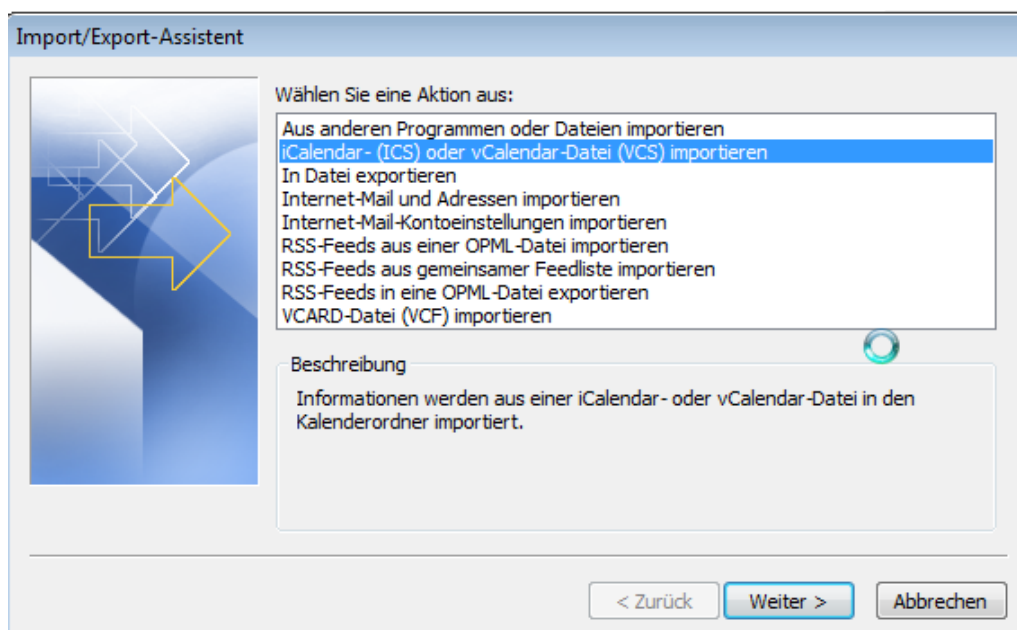 Import/Export-Assistent
Wählen Sie eine Aktion aus:
Aus anderen Programmen oder Dateien importieren
iCalendar- (ICS) oder vCalendar-Datei (VCS) importieren
In Datei exportieren
Internet-Mail und Adressen importieren
Internet-Mail-Kontoeinstellungen importieren
RSS-Feeds aus einer OPML-Datei importieren
RSS-Feeds aus gemeinsamer Feedliste importieren
RSS-Feeds in eine OPML-Datei exportieren
VCARD-Datei (VCF) importieren
Beschreibung
Informationen werden aus einer iCalendar- oder vCalendar-Datei in den
Kalenderordner importiert.
< Zurück Weiter > Abbrechen